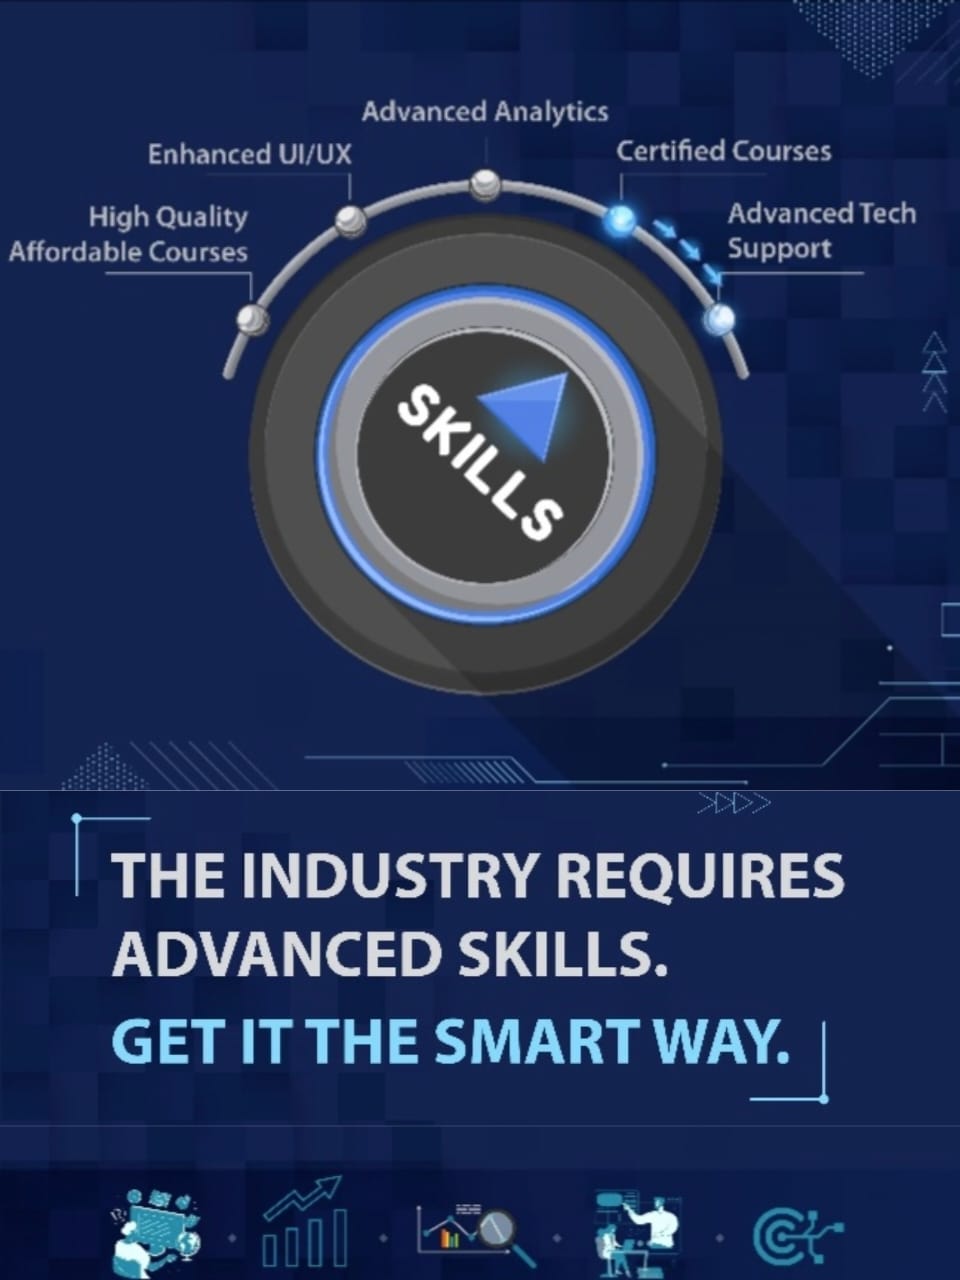 Advanced Analytics
Enhanced UI/UX
Certified Courses
High Quality
Affordable Courses
Advanced Tech
Support
SKILLS
THE INDUSTRY REQUIRES
ADVANCED SKILLS.
GET IT THE SMART WAY.